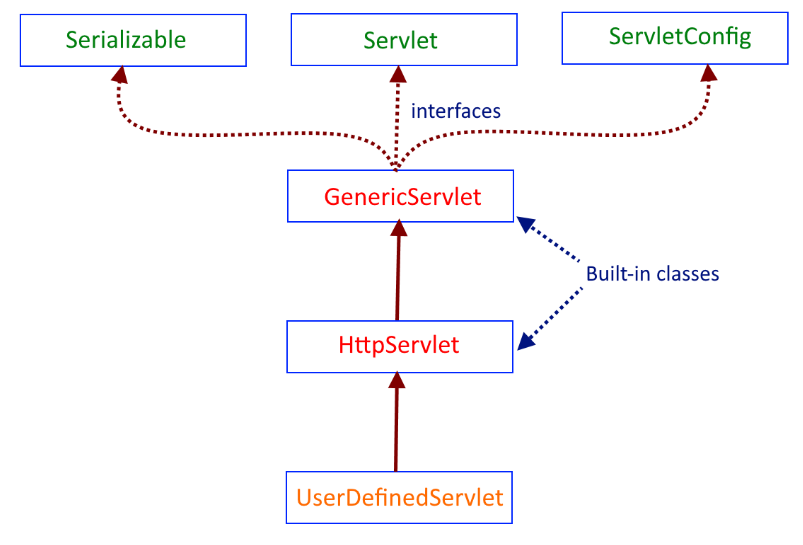 Serializable
Servlet
ServletConfig
interfaces
GenericServlet
Built-in classes
HttpServlet
UserDefinedServlet